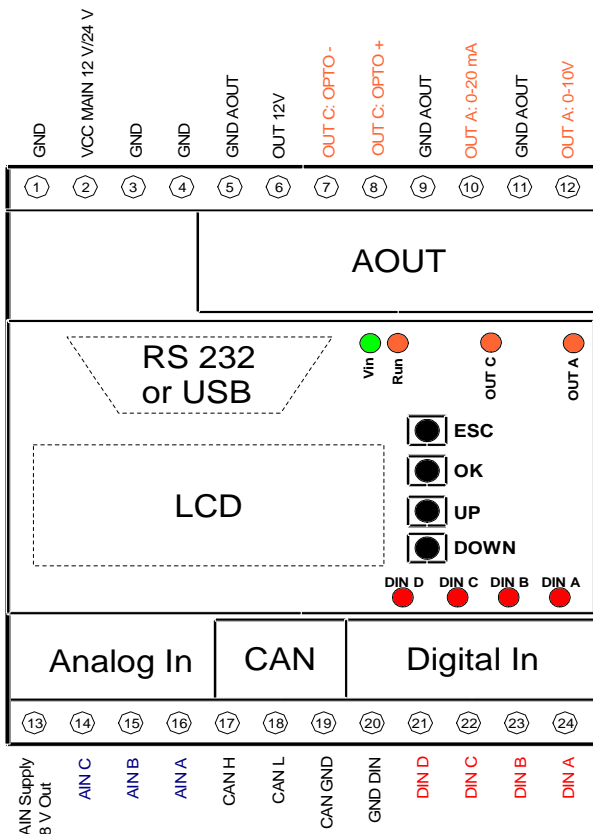 GND
VCC MAIN 12 V/24 V
GND
GND
GND AOUT
OUT 12V
OUT C: OPTO -
OUT C: OPTO +
GND AOUT
OUT A: 0-20 mA
GND AOUT
OUT A: 0-10V
1 2 3 4 5 6 7 8 9 10 11 12
AOUT
RS 232
or USB
Vin
Run
OUT C
OUT A
ESC
OK
UP
DOWN
LCD
DIN D DIN C DIN B DIN A
Analog In CAN Digital In
13 14 15 16 17 18 19 20 21 22 23 24
AIN Supply
8 V Out
AIN C
AIN B
AIN A
CAN H
CAN L
CAN GND
GND DIN
DIN D
DIN C
DIN B
DIN A